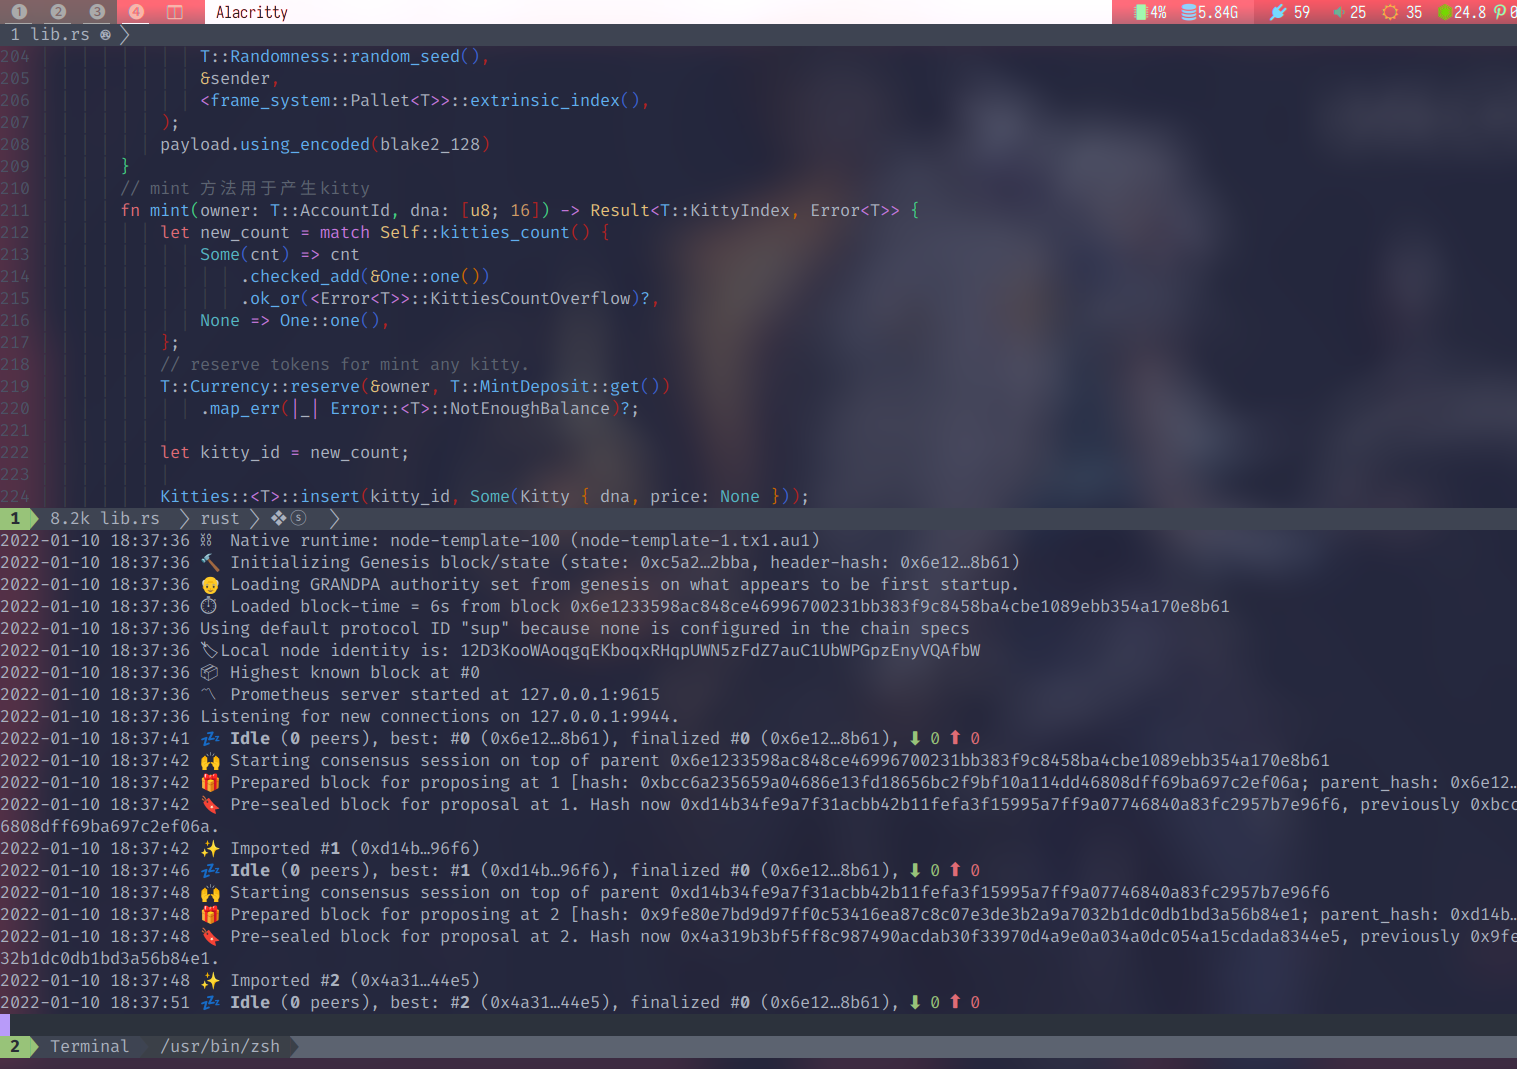 1 2 3 4 Alacritty 4% 5.84G 59 25 35 24.8 0
1 lib.rs
204 T::Randomness::random_seed(),
205 &sender,
206 <frame_system::Pallet<T>>::extrinsic_index(),
207 );
208 payload.using_encoded(blake2_128)
209 }
210 // mint 方法用于产生kitty
211 fn mint(owner: T::AccountId, dna: [u8; 16]) -> Result<T::KittyIndex, Error<T>> {
212 let new_count = match Self::kitties_count() {
213 Some(cnt) => cnt
214 .checked_add(&One::one())
215 .ok_or(<Error<T>>::KittiesCountOverflow)?,
216 None => One::one(),
217 };
218 // reserve tokens for mint any kitty.
219 T::Currency::reserve(&owner, T::MintDeposit::get())
220 .map_err(|_| Error::<T>::NotEnoughBalance)?;
221
222 let kitty_id = new_count;
223
224 Kitties::<T>::insert(kitty_id, Some(Kitty { dna, price: None }));
1 8.2k lib.rs rust ❖ⓢ
2022-01-10 18:37:36 ⛓ Native runtime: node-template-100 (node-template-1.tx1.au1)
2022-01-10 18:37:36 🔨 Initializing Genesis block/state (state: 0xc5a2…2bba, header-hash: 0x6e12…8b61)
2022-01-10 18:37:36 👴 Loading GRANDPA authority set from genesis on what appears to be first startup.
2022-01-10 18:37:36 ⏱ Loaded block-time = 6s from block 0x6e1233598ac848ce46996700231bb383f9c8458ba4cbe1089ebb354a170e8b61
2022-01-10 18:37:36 Using default protocol ID "sup" because none is configured in the chain specs
2022-01-10 18:37:36 🏷Local node identity is: 12D3KooWAoqgqEKboqxRHqpUWN5zFdZ7auC1UbWPGpzEnyVQAfbW
2022-01-10 18:37:36 📦 Highest known block at #0
2022-01-10 18:37:36 〽 Prometheus server started at 127.0.0.1:9615
2022-01-10 18:37:36 Listening for new connections on 127.0.0.1:9944.
2022-01-10 18:37:41 💤 Idle (0 peers), best: #0 (0x6e12…8b61), finalized #0 (0x6e12…8b61), ⬇ 0 ⬆ 0
2022-01-10 18:37:42 🙌 Starting consensus session on top of parent 0x6e1233598ac848ce46996700231bb383f9c8458ba4cbe1089ebb354a170e8b61
2022-01-10 18:37:42 🎁 Prepared block for proposing at 1 [hash: 0xbcc6a235659a04686e13fd18656bc2f9bf10a114dd46808dff69ba697c2ef06a; parent_hash: 0x6e12…
2022-01-10 18:37:42 🔖 Pre-sealed block for proposal at 1. Hash now 0xd14b34fe9a7f31acbb42b11fefa3f15995a7ff9a07746840a83fc2957b7e96f6, previously 0xbcc
6808dff69ba697c2ef06a.
2022-01-10 18:37:42 ✨ Imported #1 (0xd14b…96f6)
2022-01-10 18:37:46 💤 Idle (0 peers), best: #1 (0xd14b…96f6), finalized #0 (0x6e12…8b61), ⬇ 0 ⬆ 0
2022-01-10 18:37:48 🙌 Starting consensus session on top of parent 0xd14b34fe9a7f31acbb42b11fefa3f15995a7ff9a07746840a83fc2957b7e96f6
2022-01-10 18:37:48 🎁 Prepared block for proposing at 2 [hash: 0x9fe80e7bd9d97ff0c53416ea87c8c07e3de3b2a9a7032b1dc0db1bd3a56b84e1; parent_hash: 0xd14b…
2022-01-10 18:37:48 🔖 Pre-sealed block for proposal at 2. Hash now 0x4a319b3bf5ff8c987490acdab30f33970d4a9e0a034a0dc054a15cdada8344e5, previously 0x9fe
32b1dc0db1bd3a56b84e1.
2022-01-10 18:37:48 ✨ Imported #2 (0x4a31…44e5)
2022-01-10 18:37:51 💤 Idle (0 peers), best: #2 (0x4a31…44e5), finalized #0 (0x6e12…8b61), ⬇ 0 ⬆ 0
2 Terminal /usr/bin/zsh